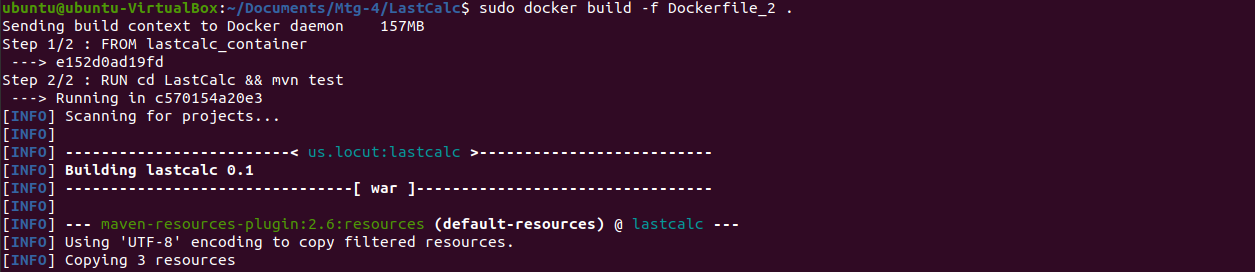 ubuntu@ubuntu-VirtualBox:~/Documents/Mtg-4/LastCalc$ sudo docker build -f Dockerfile_2 .
Sending build context to Docker daemon    157MB
Step 1/2 : FROM lastcalc_container
 ---> e152d0ad19fd
Step 2/2 : RUN cd LastCalc && mvn test
 ---> Running in c570154a20e3
[INFO] Scanning for projects...
[INFO]
[INFO] -------------------------< us.locut:lastcalc >--------------------------
[INFO] Building lastcalc 0.1
[INFO] --------------------------------[ war ]---------------------------------
[INFO]
[INFO] --- maven-resources-plugin:2.6:resources (default-resources) @ lastcalc ---
[INFO] Using 'UTF-8' encoding to copy filtered resources.
[INFO] Copying 3 resources